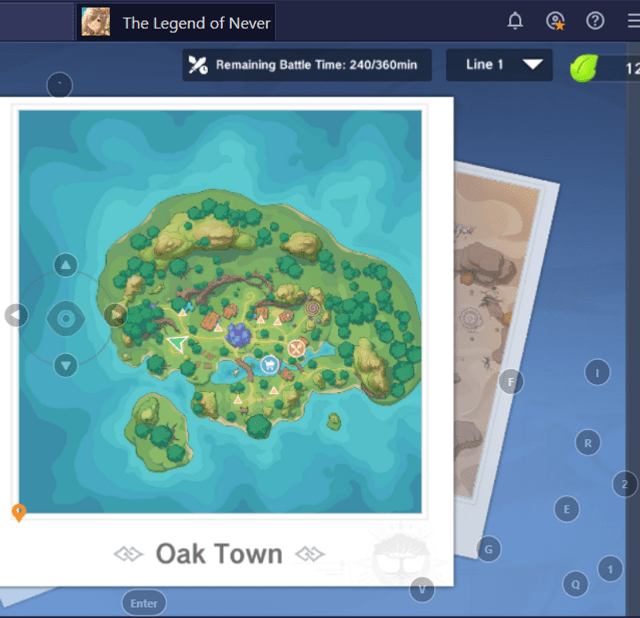 The Legend of Never
Remaining Battle Time: 240/360min
Line 1
12
`
F
I
R
2
E
G
1
Q
V
Oak Town
Enter